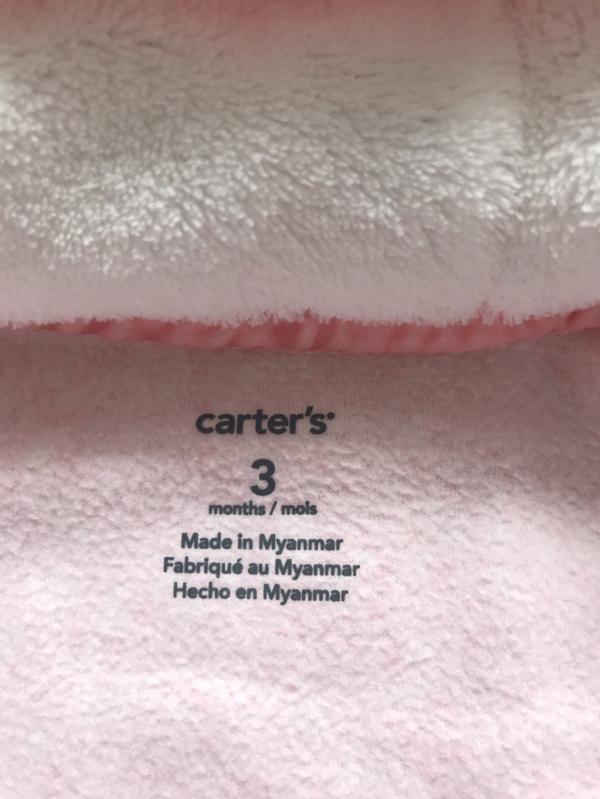 carter's
3
months / mois
Made in Myanmar
Fabriqué au Myanmar
Hecho en Myanmar